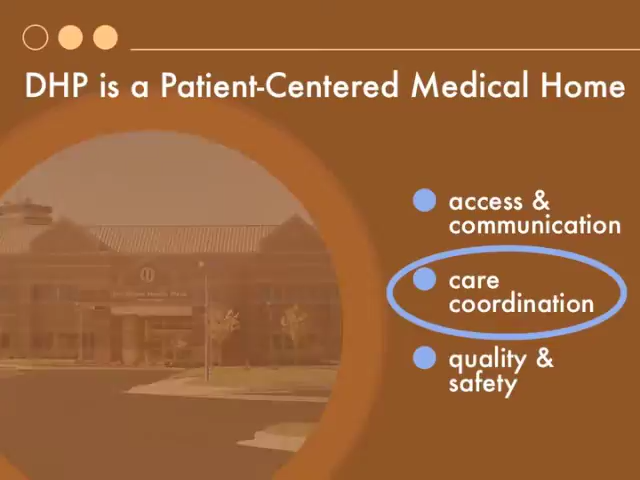 DHP is a Patient-Centered Medical Home
access &
communication
care
coordination
quality &
safety